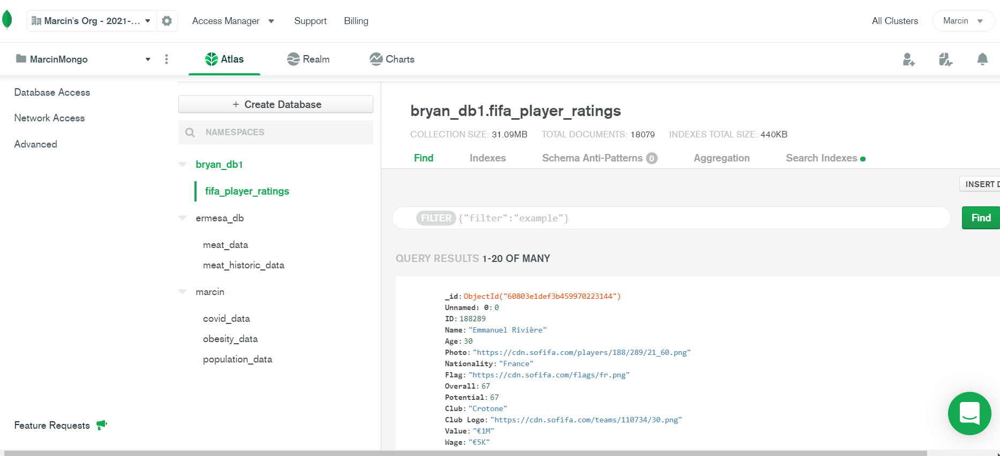 Marcin's Org - 2021-...
Access Manager
Support
Billing
All Clusters
Marcin
MarcinMongo
Atlas
Realm
Charts
Database Access
Network Access
Advanced
Feature Requests
+ Create Database
NAMESPACES
bryan_db1
fifa_player_ratings
ermesa_db
meat_data
meat_historic_data
marcin
covid_data
obesity_data
population_data
bryan_db1.fifa_player_ratings
COLLECTION SIZE: 31.09MB TOTAL DOCUMENTS: 18079 INDEXES TOTAL SIZE: 440KB
Find Indexes Schema Anti-Patterns 0 Aggregation Search Indexes
INSERT D
FILTER {"filter":"example"}
Find
QUERY RESULTS 1-20 OF MANY
_id: ObjectId("60803e1def3b459970223144")
Unnamed: 0: 0
ID: 188289
Name: "Emmanuel Rivière"
Age: 30
Photo: "https://cdn.sofifa.com/players/188/289/21_60.png"
Nationality: "France"
Flag: "https://cdn.sofifa.com/flags/fr.png"
Overall: 67
Potential: 67
Club: "Crotone"
Club Logo: "https://cdn.sofifa.com/teams/110734/30.png"
Value: "€1M"
Wage: "€5K"